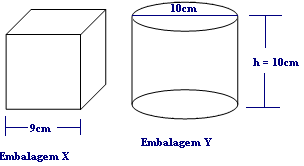 10cm
h = 10cm
9cm
Embalagem X
Embalagem Y